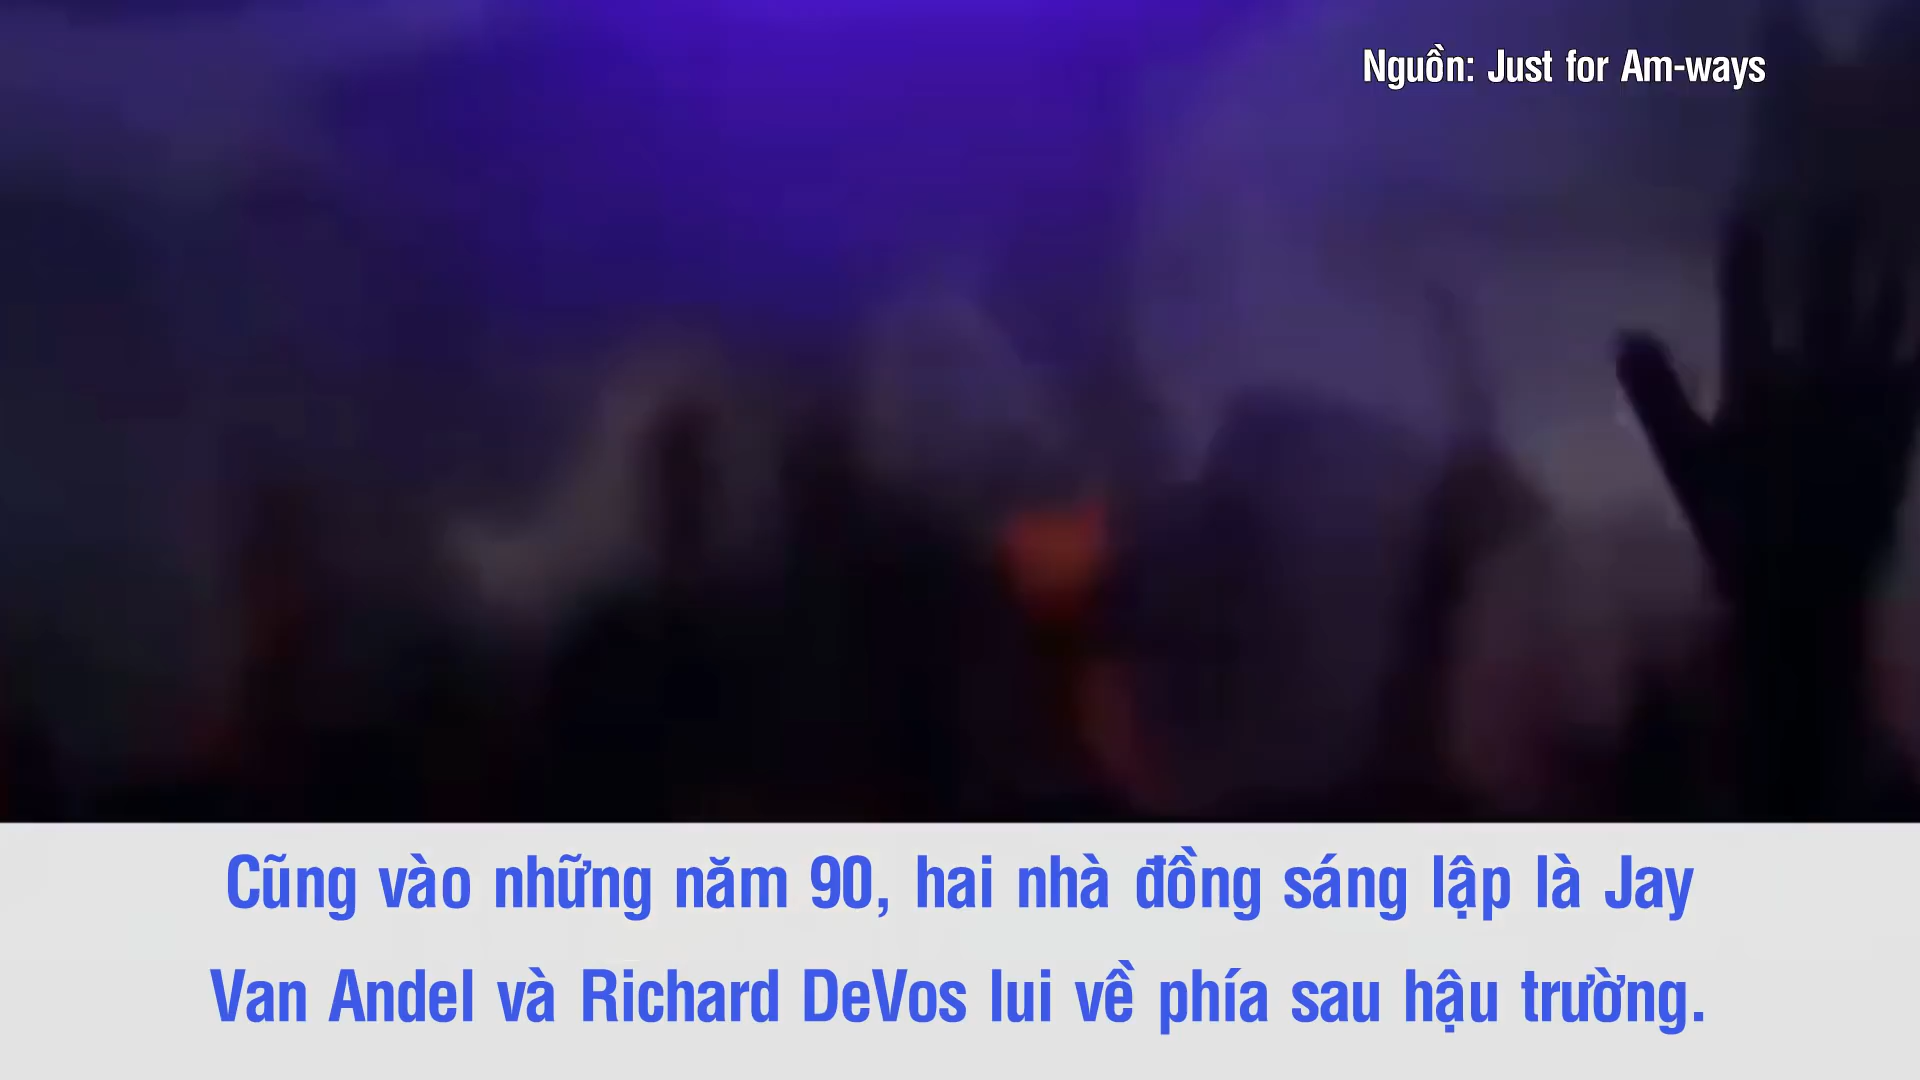 Nguồn: Just for Am-ways
Cũng vào những năm 90, hai nhà đồng sáng lập là Jay
Van Andel và Richard DeVos lui về phía sau hậu trường.